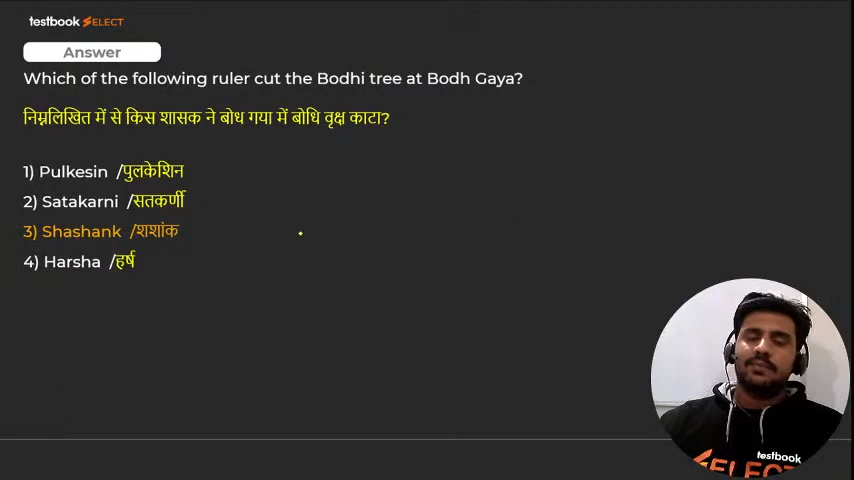 testbook SELECT
Answer
Which of the following ruler cut the Bodhi tree at Bodh Gaya?
निम्नलिखित में से किस शासक ने बोध गया में बोधि वृक्ष काटा?
1) Pulkesin /पुलकेशिन
2) Satakarni /सतकर्णी
3) Shashank /शशांक
4) Harsha /हर्ष
testbook
SELECT